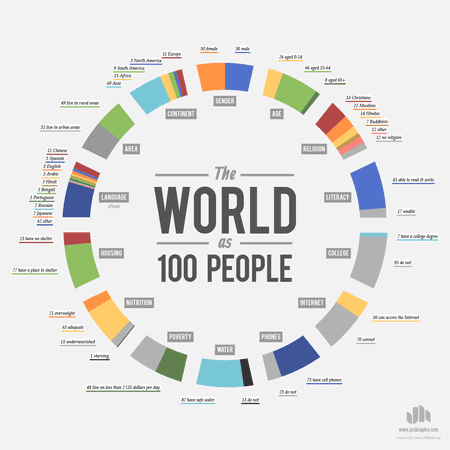 The
WORLD
as
100 PEOPLE
50 female
50 male
GENDER
26 aged 0-14
66 aged 15-64
8 aged 65+
AGE
33 Christians
22 Muslims
14 Hindus
7 Buddhists
12 other
12 no religion
RELIGION
83 able to read & write
17 unable
LITERACY
7 have a college degree
93 do not
COLLEGE
30 can access the Internet
70 cannot
INTERNET
75 have cell phones
25 do not
PHONES
87 have safe water
13 do not
WATER
48 live on less than 2 US dollars per day
POVERTY
21 overweight
63 adequate
15 undernourished
1 starving
NUTRITION
23 have no shelter
77 have a place to shelter
HOUSING
12 Chinese
5 Spanish
5 English
3 Arabic
3 Hindi
3 Bengali
3 Portuguese
2 Russian
2 Japanese
62 other
LANGUAGE
(First)
49 live in rural areas
51 live in urban areas
AREA
11 Europe
5 North America
9 South America
15 Africa
60 Asia
CONTINENT
www.jackhagley.com